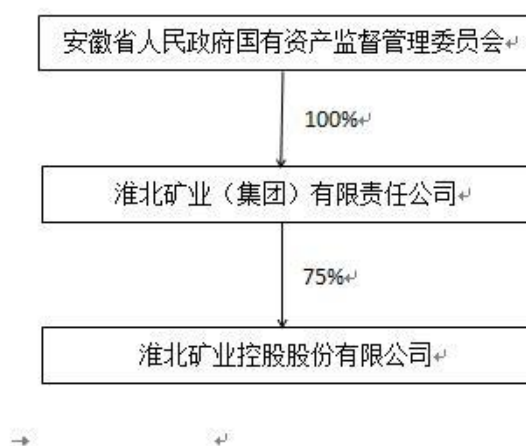 安徽省人民政府国有资产监督管理委员会
100%
淮北矿业（集团）有限责任公司
75%
淮北矿业控股股份有限公司